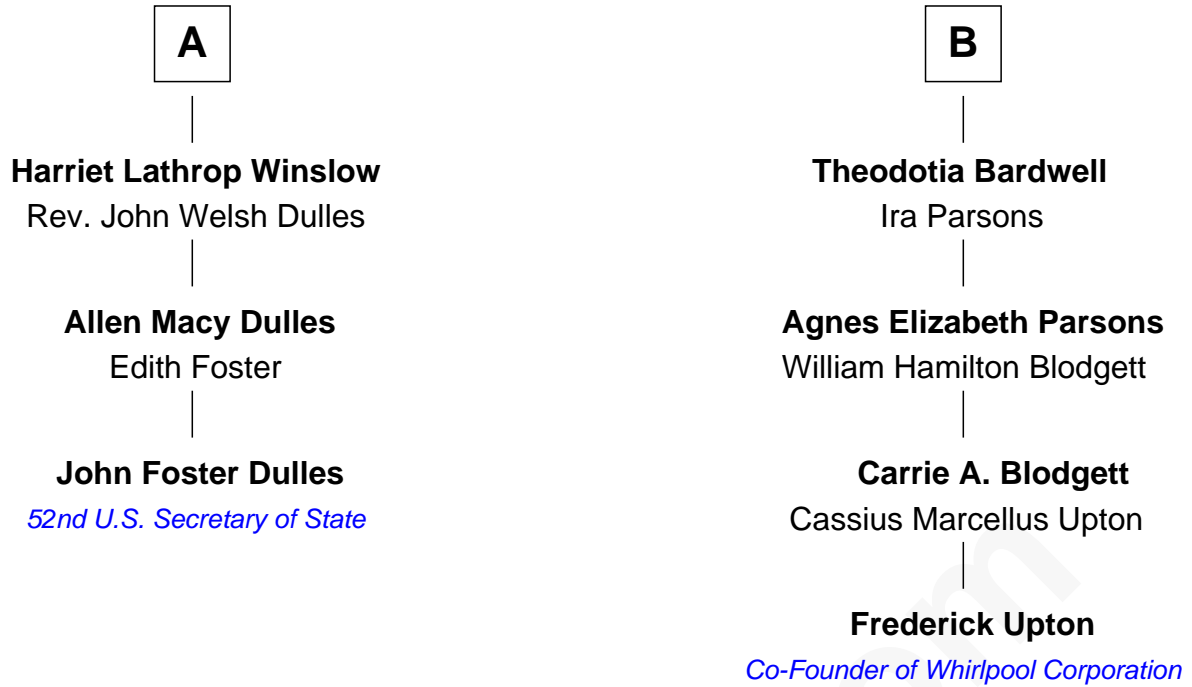 A
Harriet Lathrop Winslow
Rev. John Welsh Dulles
Allen Macy Dulles
Edith Foster
John Foster Dulles
52nd U.S. Secretary of State
B
Theodotia Bardwell
Ira Parsons
Agnes Elizabeth Parsons
William Hamilton Blodgett
Carrie A. Blodgett
Cassius Marcellus Upton
Frederick Upton
Co-Founder of Whirlpool Corporation